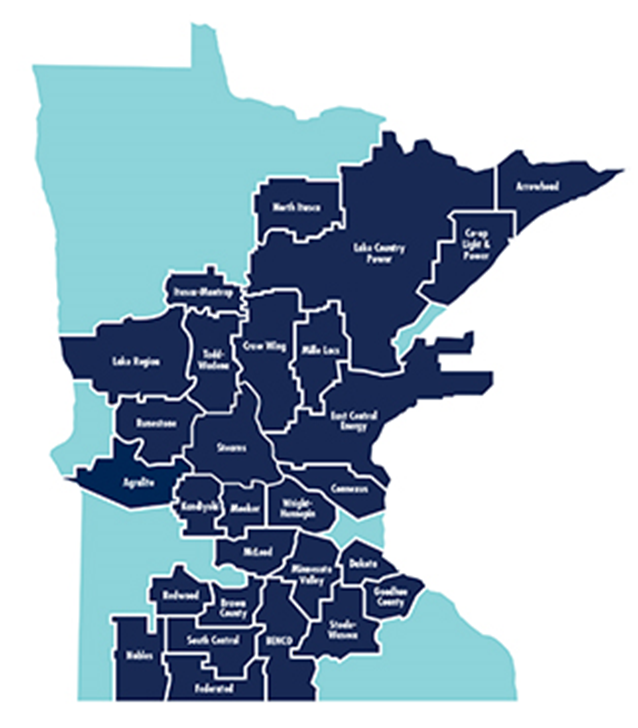 Arrowhead
North Itasca
Co-op
Light &
Power
Lake Country
Power
Itasca-Mantrap
Lake Region
Todd-
Wadena
Crow Wing
Mille Lacs
Runestone
East Central
Energy
Stearns
Agralite
Connexus
Kandiyohi
Meeker
Wright-
Hennepin
McLeod
Minnesota
Valley
Dakota
Redwood
Brown
County
Goodhue
County
Steele-
Waseca
South Central
BENCO
Nobles
Federated